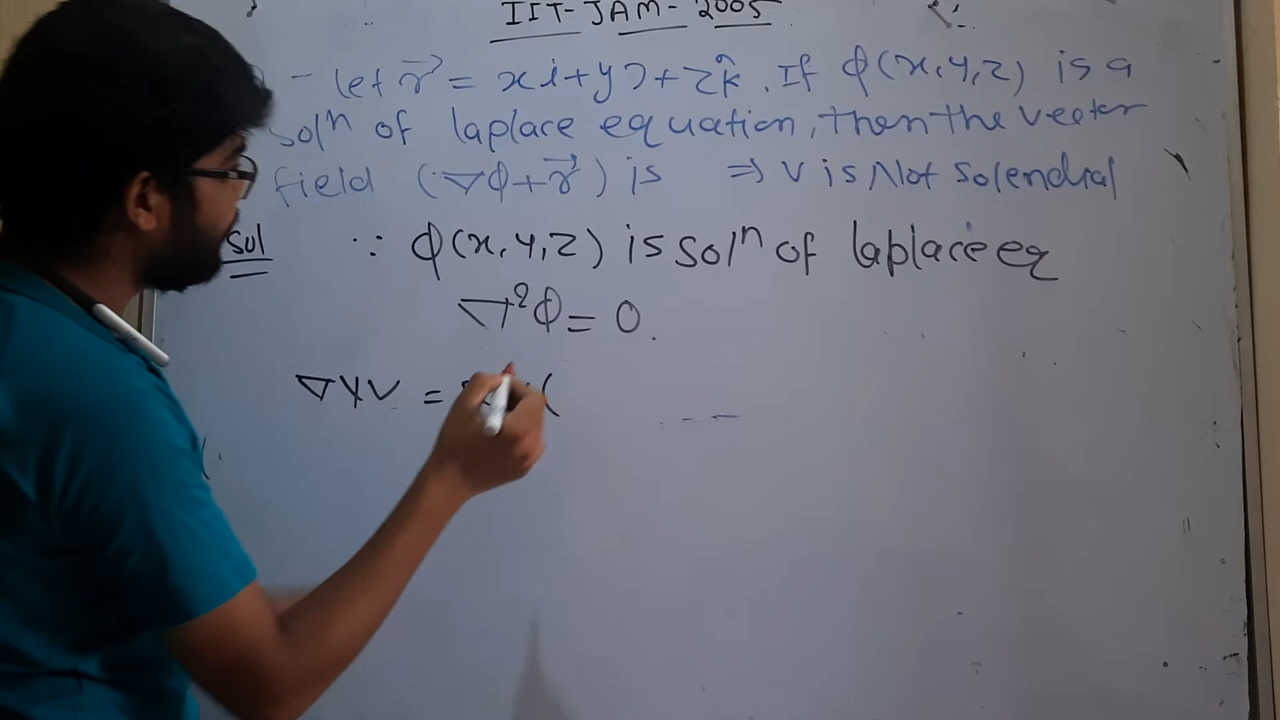 IIT-JAM-2005
- let r⃗ = xi+yj+zk̂. If ϕ(x,y,z) is a
solⁿ of laplace equation, then the vector
field (∇ϕ+r⃗) is ⇒ V is Not Solendial
sol ∵ ϕ(x,y,z) is solⁿ of laplace eq
∇²ϕ = 0.
∇×V = (